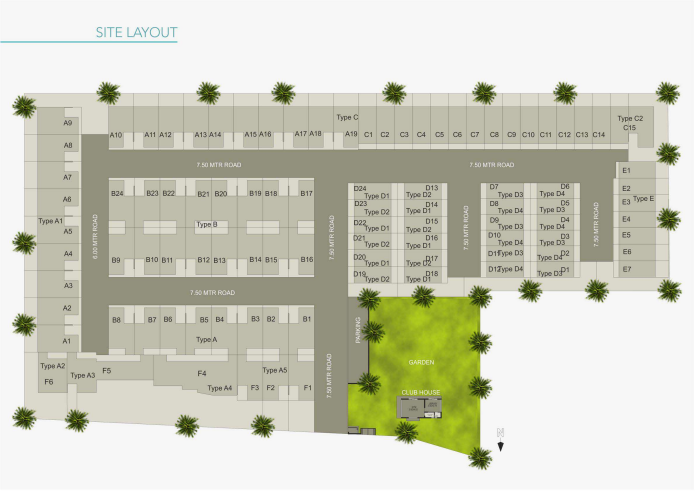 SITE LAYOUT
Type C
Type C2
A9
A10 A11 A12 A13 A14 A15 A16 A17 A18 A19 C1 C2 C3 C4 C5 C6 C7 C8 C9 C10 C11 C12 C13 C14 C15
A8
7.50 MTR ROAD 7.50 MTR ROAD
E1
A7
B24 B23 B22 B21 B20 B19 B18 B17
D24 D13 D7 D6
E2
Type D1 Type D2 Type D3 Type D4
A6
E3 Type E
D23 D14 D8 D5
Type D2 Type D1 Type D4 Type D3
Type A1
Type B
D22 D15 D9 D4
E4
Type D1 Type D2 Type D3 Type D4
A5
6.00 MTR ROAD
7.50 MTR ROAD
7.50 MTR ROAD
7.50 MTR ROAD
E5
D21 D16 D10 D3
Type D2 Type D1 Type D4 Type D3
A4
E6
B9 B10 B11 B12 B13 B14 B15 B16
D20 D17 D11 Type D3 D2
Type D1 Type D4
E7
D19 D18 D12 Type D4 D1
Type D2 Type D1 Type D3
A3
7.50 MTR ROAD
A2
B8 B7 B6 B5 B4 B3 B2 B1
PARKING
A1
Type A
GARDEN
Type A2
F5
F4
Type A5
Type A3
7.50 MTR ROAD
F6
Type A4
F3 F2 F1
CLUB HOUSE